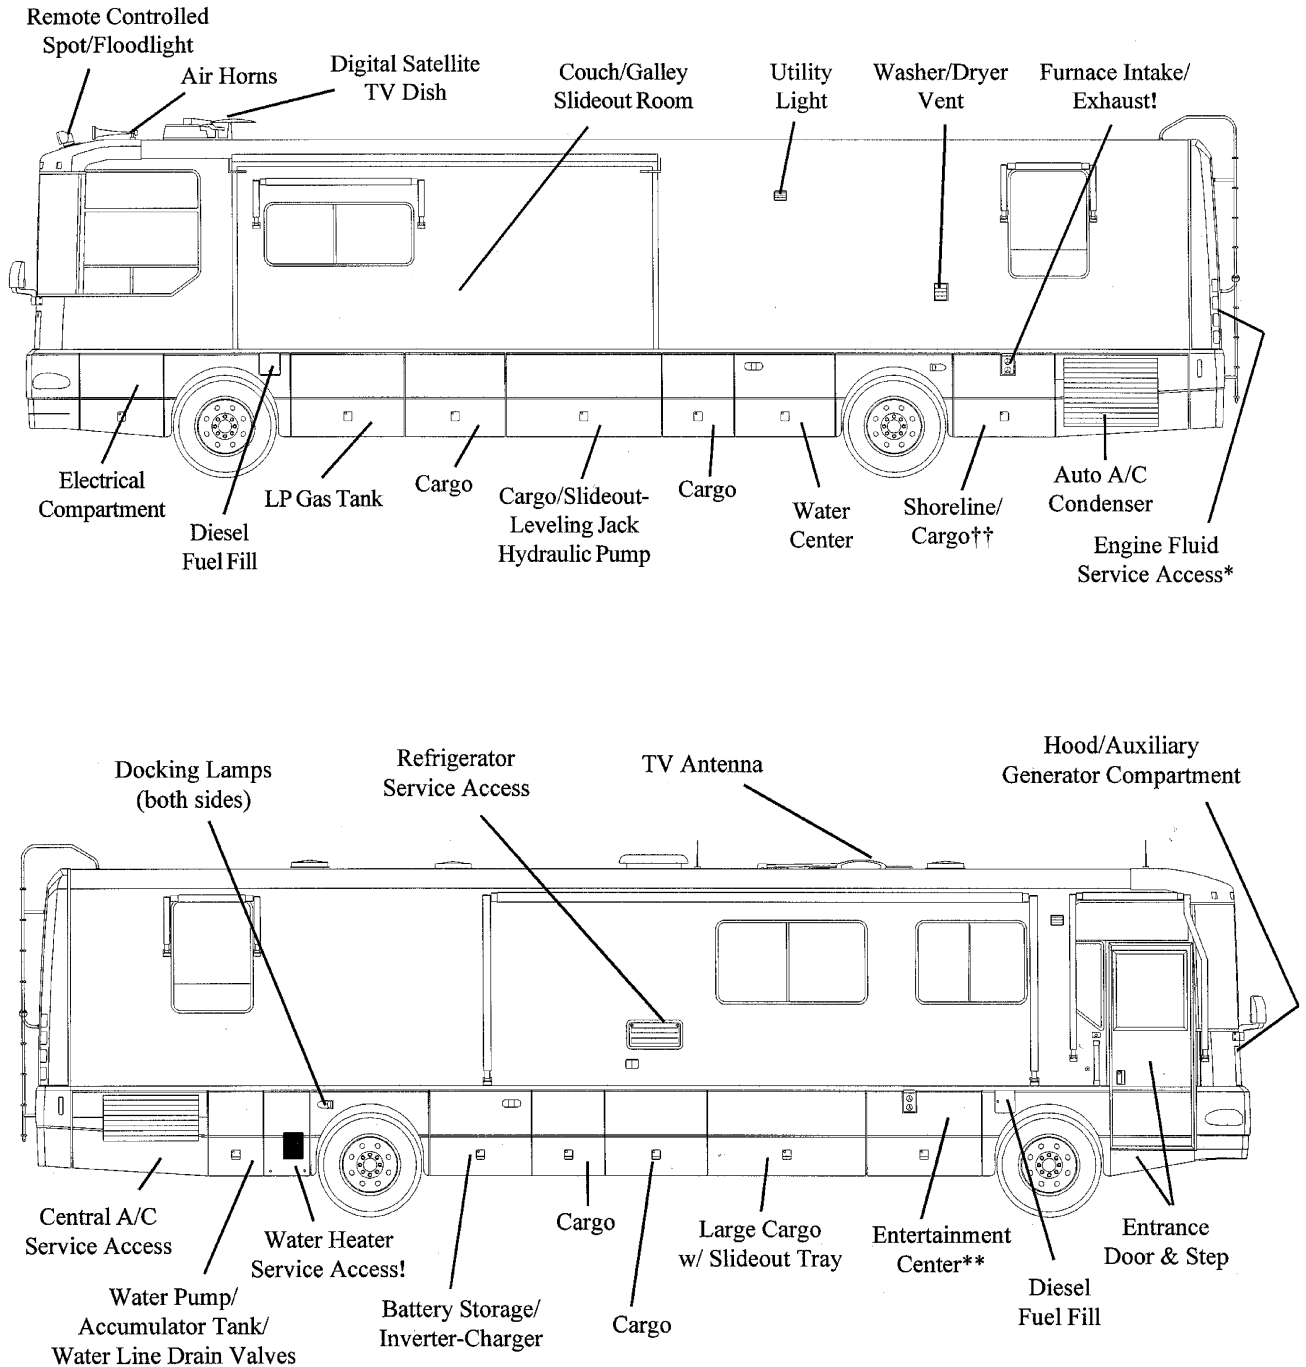 Remote Controlled
Spot/Floodlight
Air Horns
Digital Satellite
TV Dish
Couch/Galley
Slideout Room
Utility
Light
Washer/Dryer
Vent
Furnace Intake/
Exhaust!
Electrical
Compartment
Diesel
Fuel Fill
LP Gas Tank
Cargo
Cargo/Slideout-
Leveling Jack
Hydraulic Pump
Cargo
Water
Center
Shoreline/
Cargo††
Auto A/C
Condenser
Engine Fluid
Service Access*
Docking Lamps
(both sides)
Refrigerator
Service Access
TV Antenna
Hood/Auxiliary
Generator Compartment
Central A/C
Service Access
Water Pump/
Accumulator Tank/
Water Line Drain Valves
Water Heater
Service Access!
Battery Storage/
Inverter-Charger
Cargo
Cargo
Large Cargo
w/ Slideout Tray
Entertainment
Center**
Diesel
Fuel Fill
Entrance
Door & Step